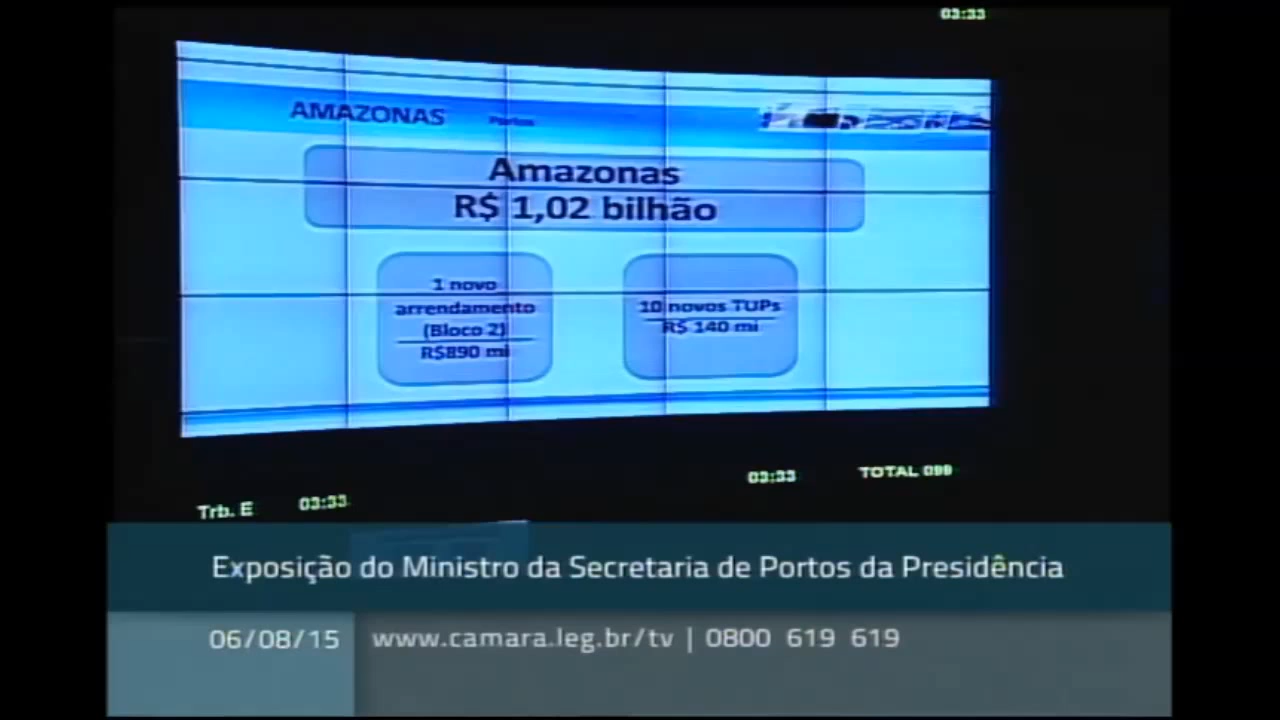 03:33
AMAZONAS Portos
Amazonas
R$ 1,02 bilhão
1 novo
arrendamento
(Bloco 2)
R$890 mi
10 novos TUPs
R$ 140 mi
03:33 TOTAL 099
Trb. E 03:33
Exposição do Ministro da Secretaria de Portos da Presidência
06/08/15 www.camara.leg.br/tv | 0800 619 619